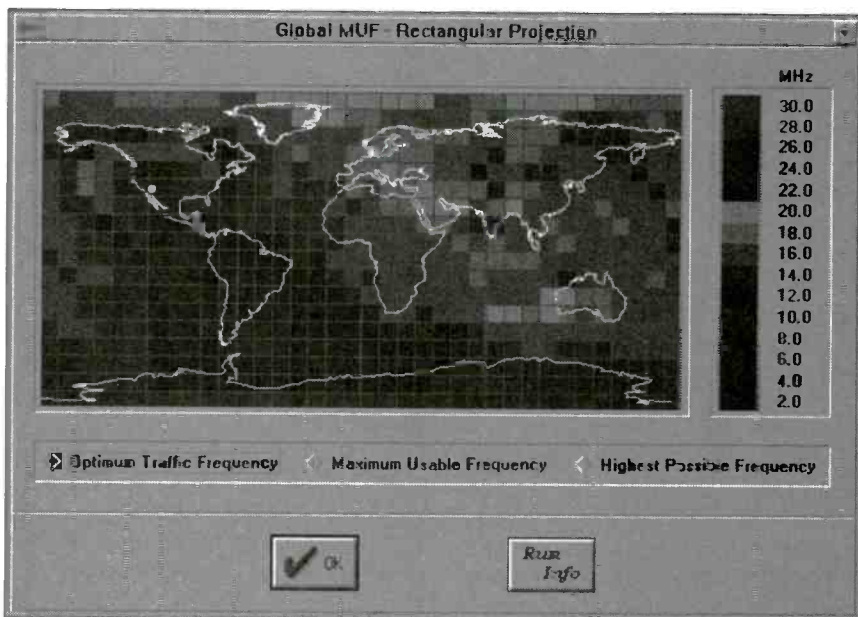 Global MUF - Rectangular Projection
MHz
30.0
28.0
26.0
24.0
22.0
20.0
18.0
16.0
14.0
12.0
10.0
8.0
6.0
4.0
2.0
Optimum Traffic Frequency
Maximum Usable Frequency
Highest Possible Frequency
OK
Run
Info